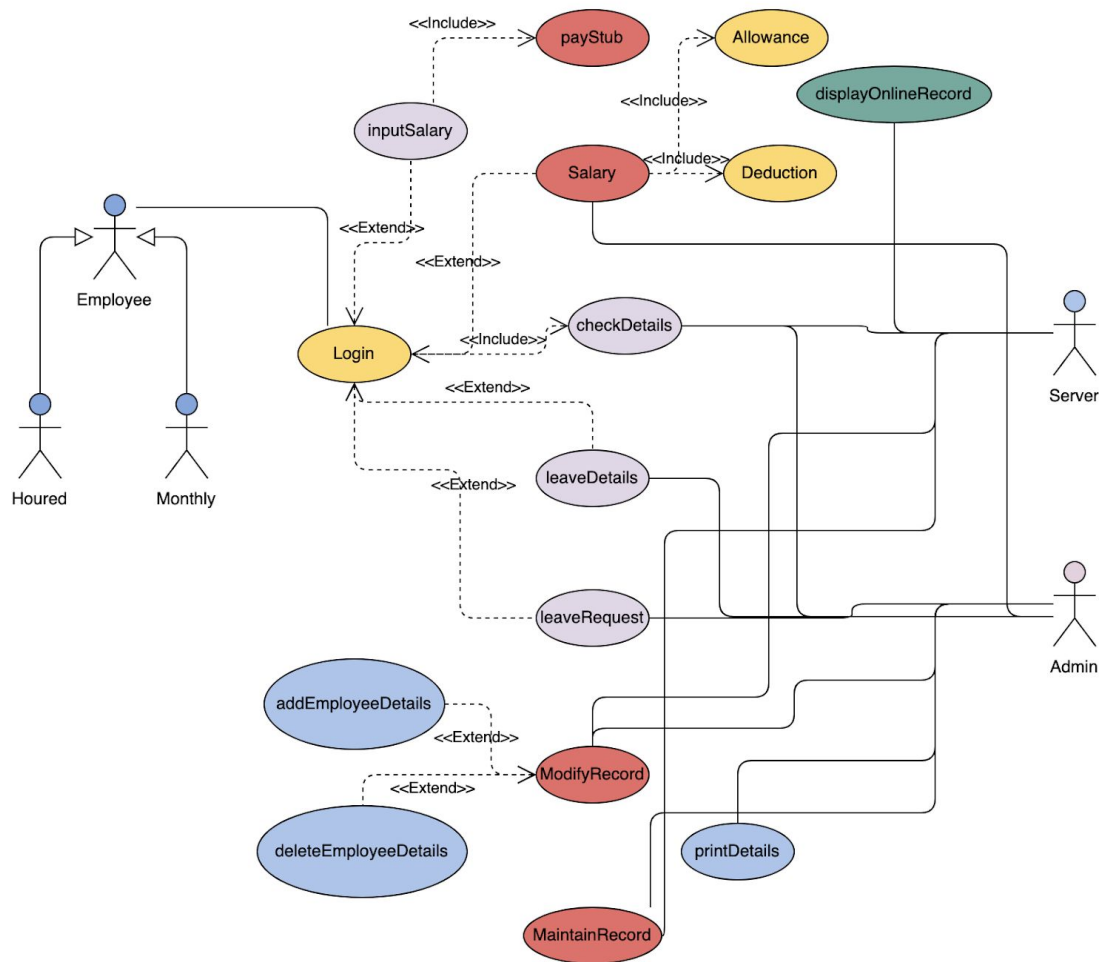 <<Include>>
payStub
Allowance
displayOnlineRecord
<<Include>>
inputSalary
<<Include>>
Salary
Deduction
<<Extend>>
<<Extend>>
Employee
<<Include>>
checkDetails
Login
Server
<<Extend>>
leaveDetails
<<Extend>>
Houred
Monthly
leaveRequest
Admin
addEmployeeDetails
<<Extend>>
ModifyRecord
<<Extend>>
deleteEmployeeDetails
printDetails
MaintainRecord